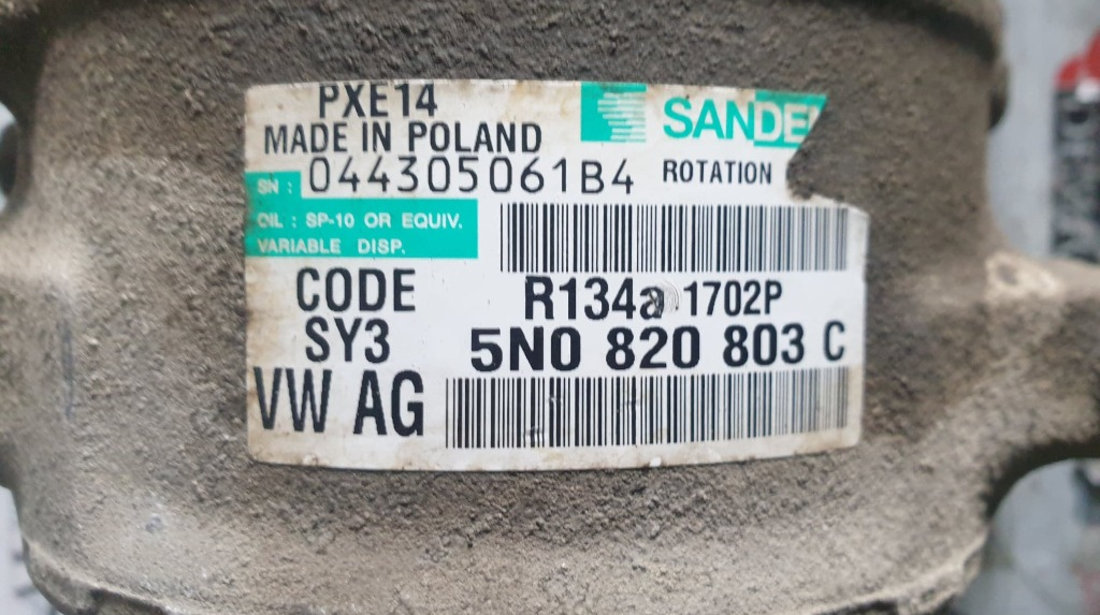 PXE14
MADE IN POLAND
SANDE
SN : 044305061B4
ROTATION
OIL : SP-10 OR EQUIV.
VARIABLE DISP.
CODE
SY3
R134a 1702P
5N0 820 803 C
VW AG